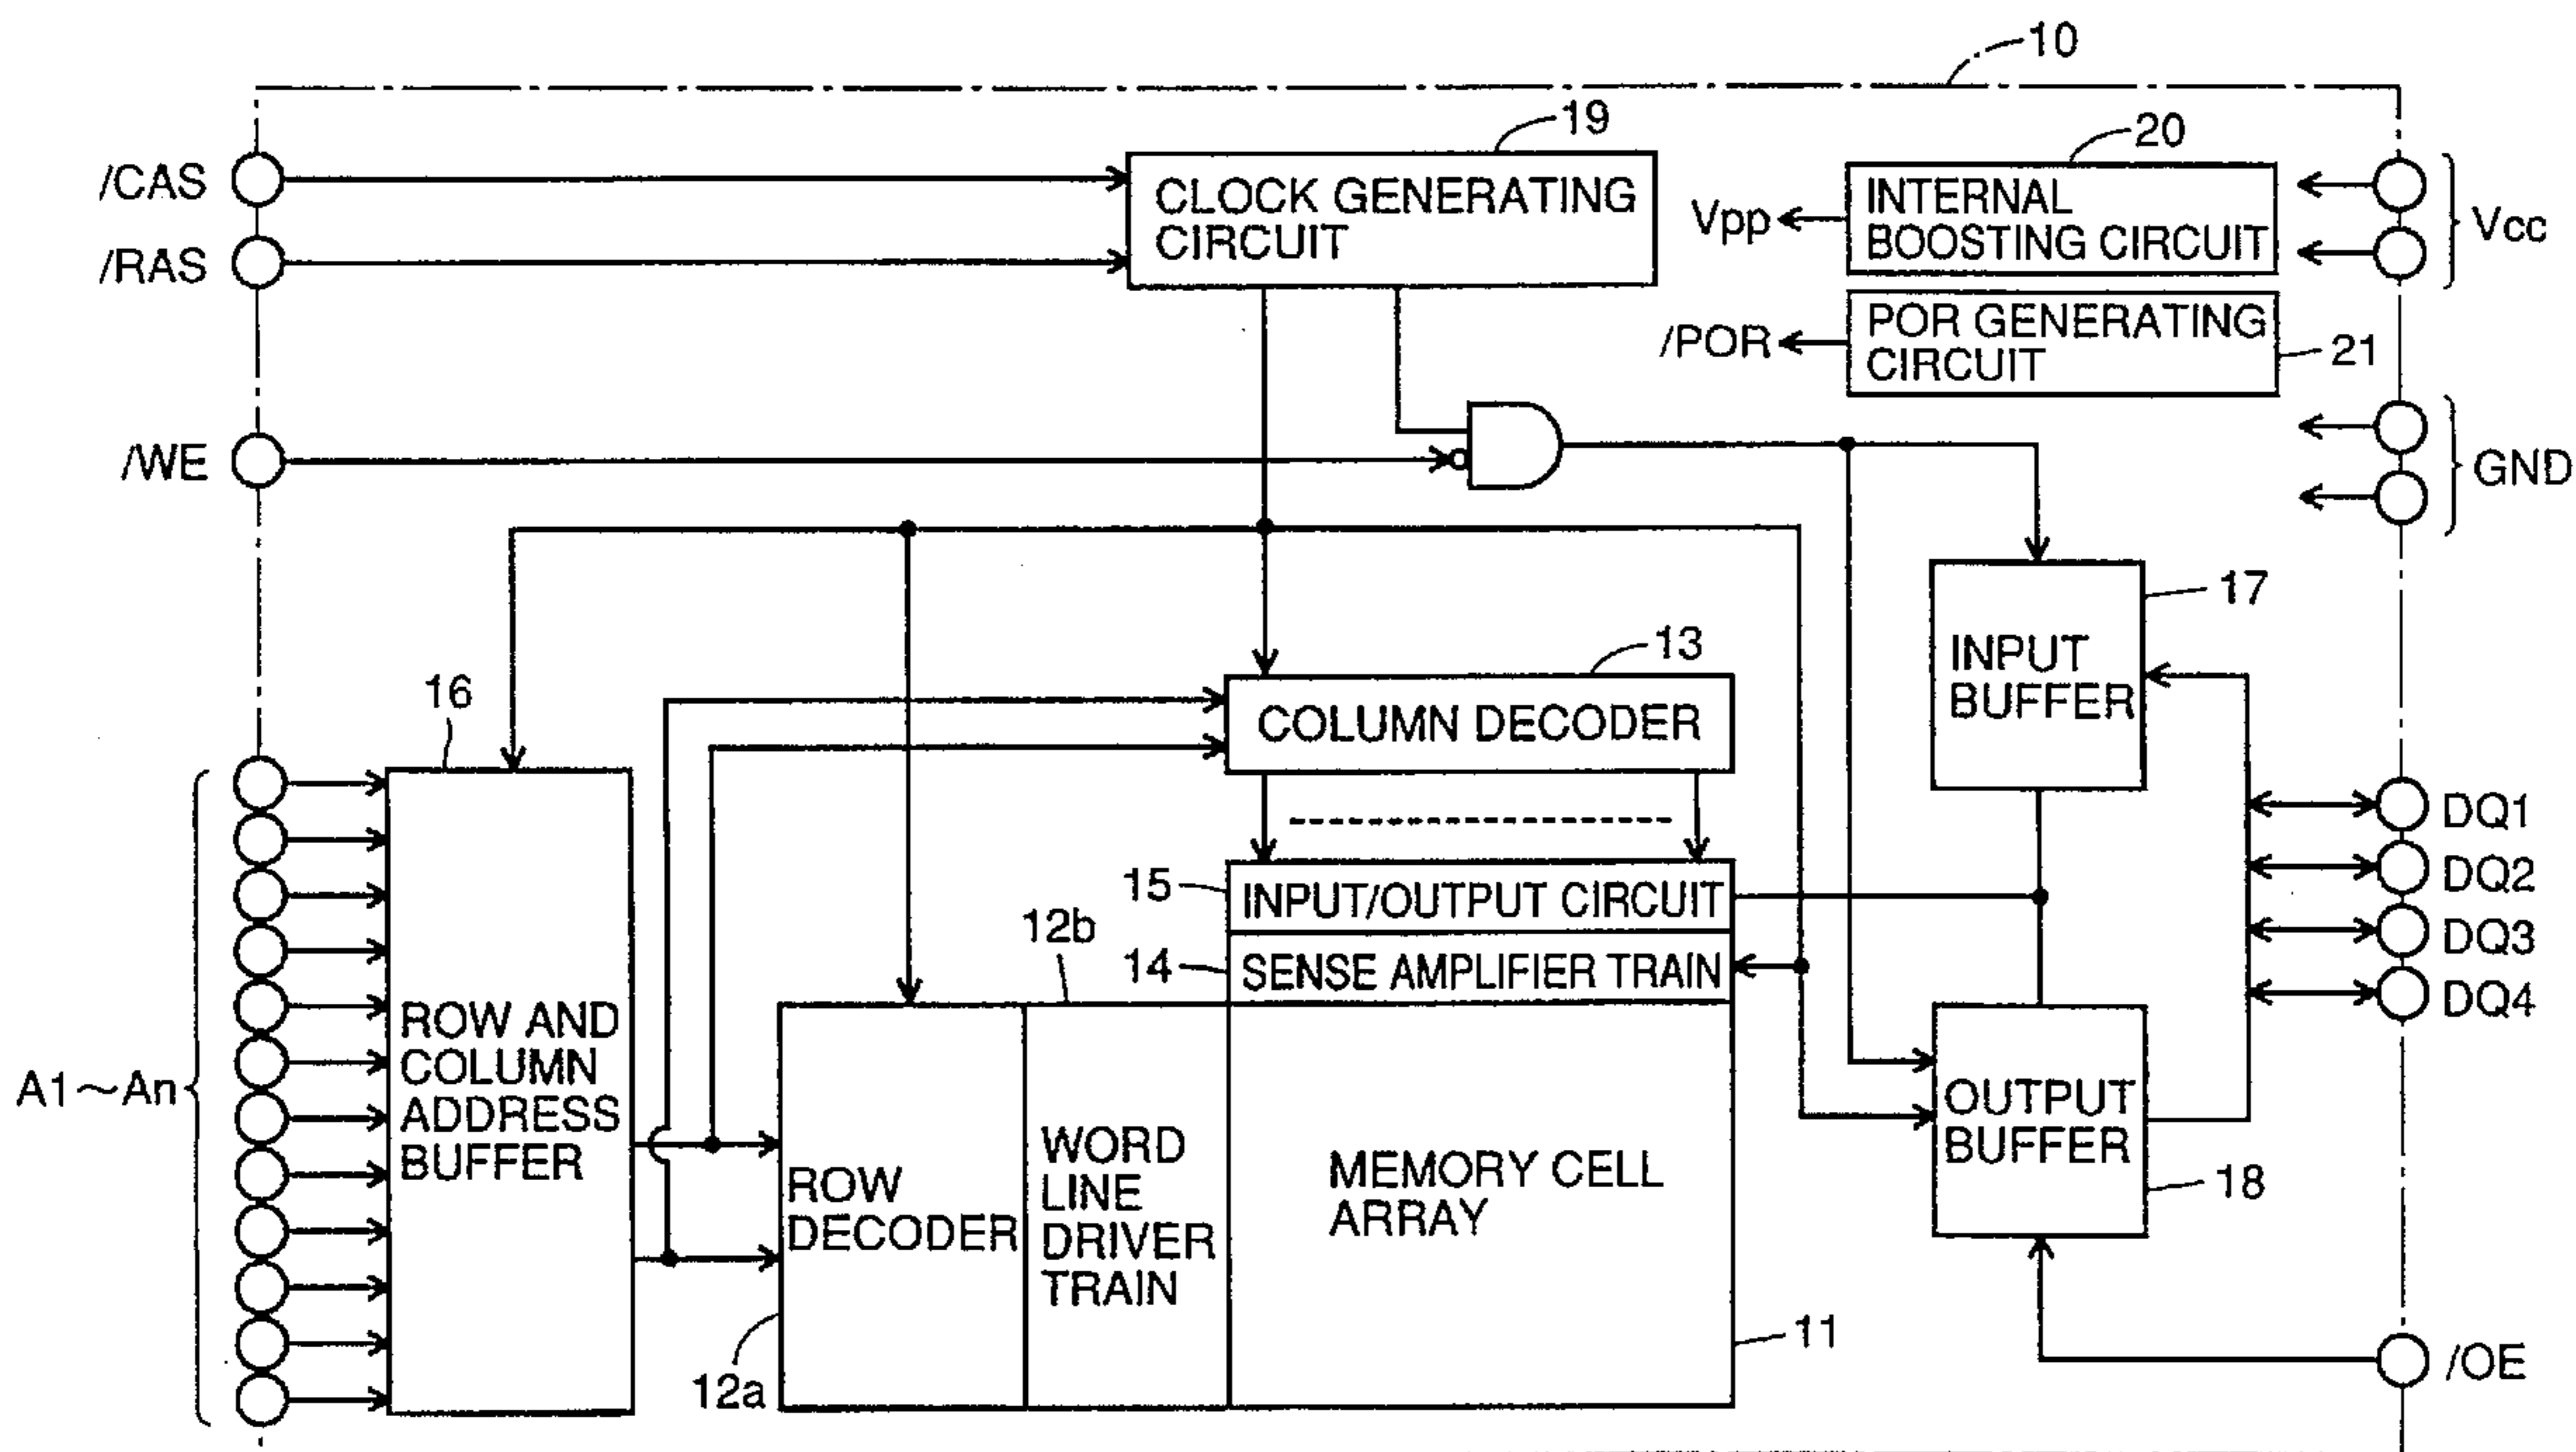 10
19
20
/CAS
CLOCK GENERATING
CIRCUIT
Vpp
INTERNAL
BOOSTING CIRCUIT
Vcc
/RAS
/POR
POR GENERATING
CIRCUIT
21
/WE
GND
17
INPUT
BUFFER
13
COLUMN DECODER
16
DQ1
DQ2
DQ3
DQ4
15
INPUT/OUTPUT CIRCUIT
12b
14
SENSE AMPLIFIER TRAIN
A1~An
ROW AND
COLUMN
ADDRESS
BUFFER
ROW
DECODER
WORD
LINE
DRIVER
TRAIN
MEMORY CELL
ARRAY
OUTPUT
BUFFER
18
11
12a
/OE